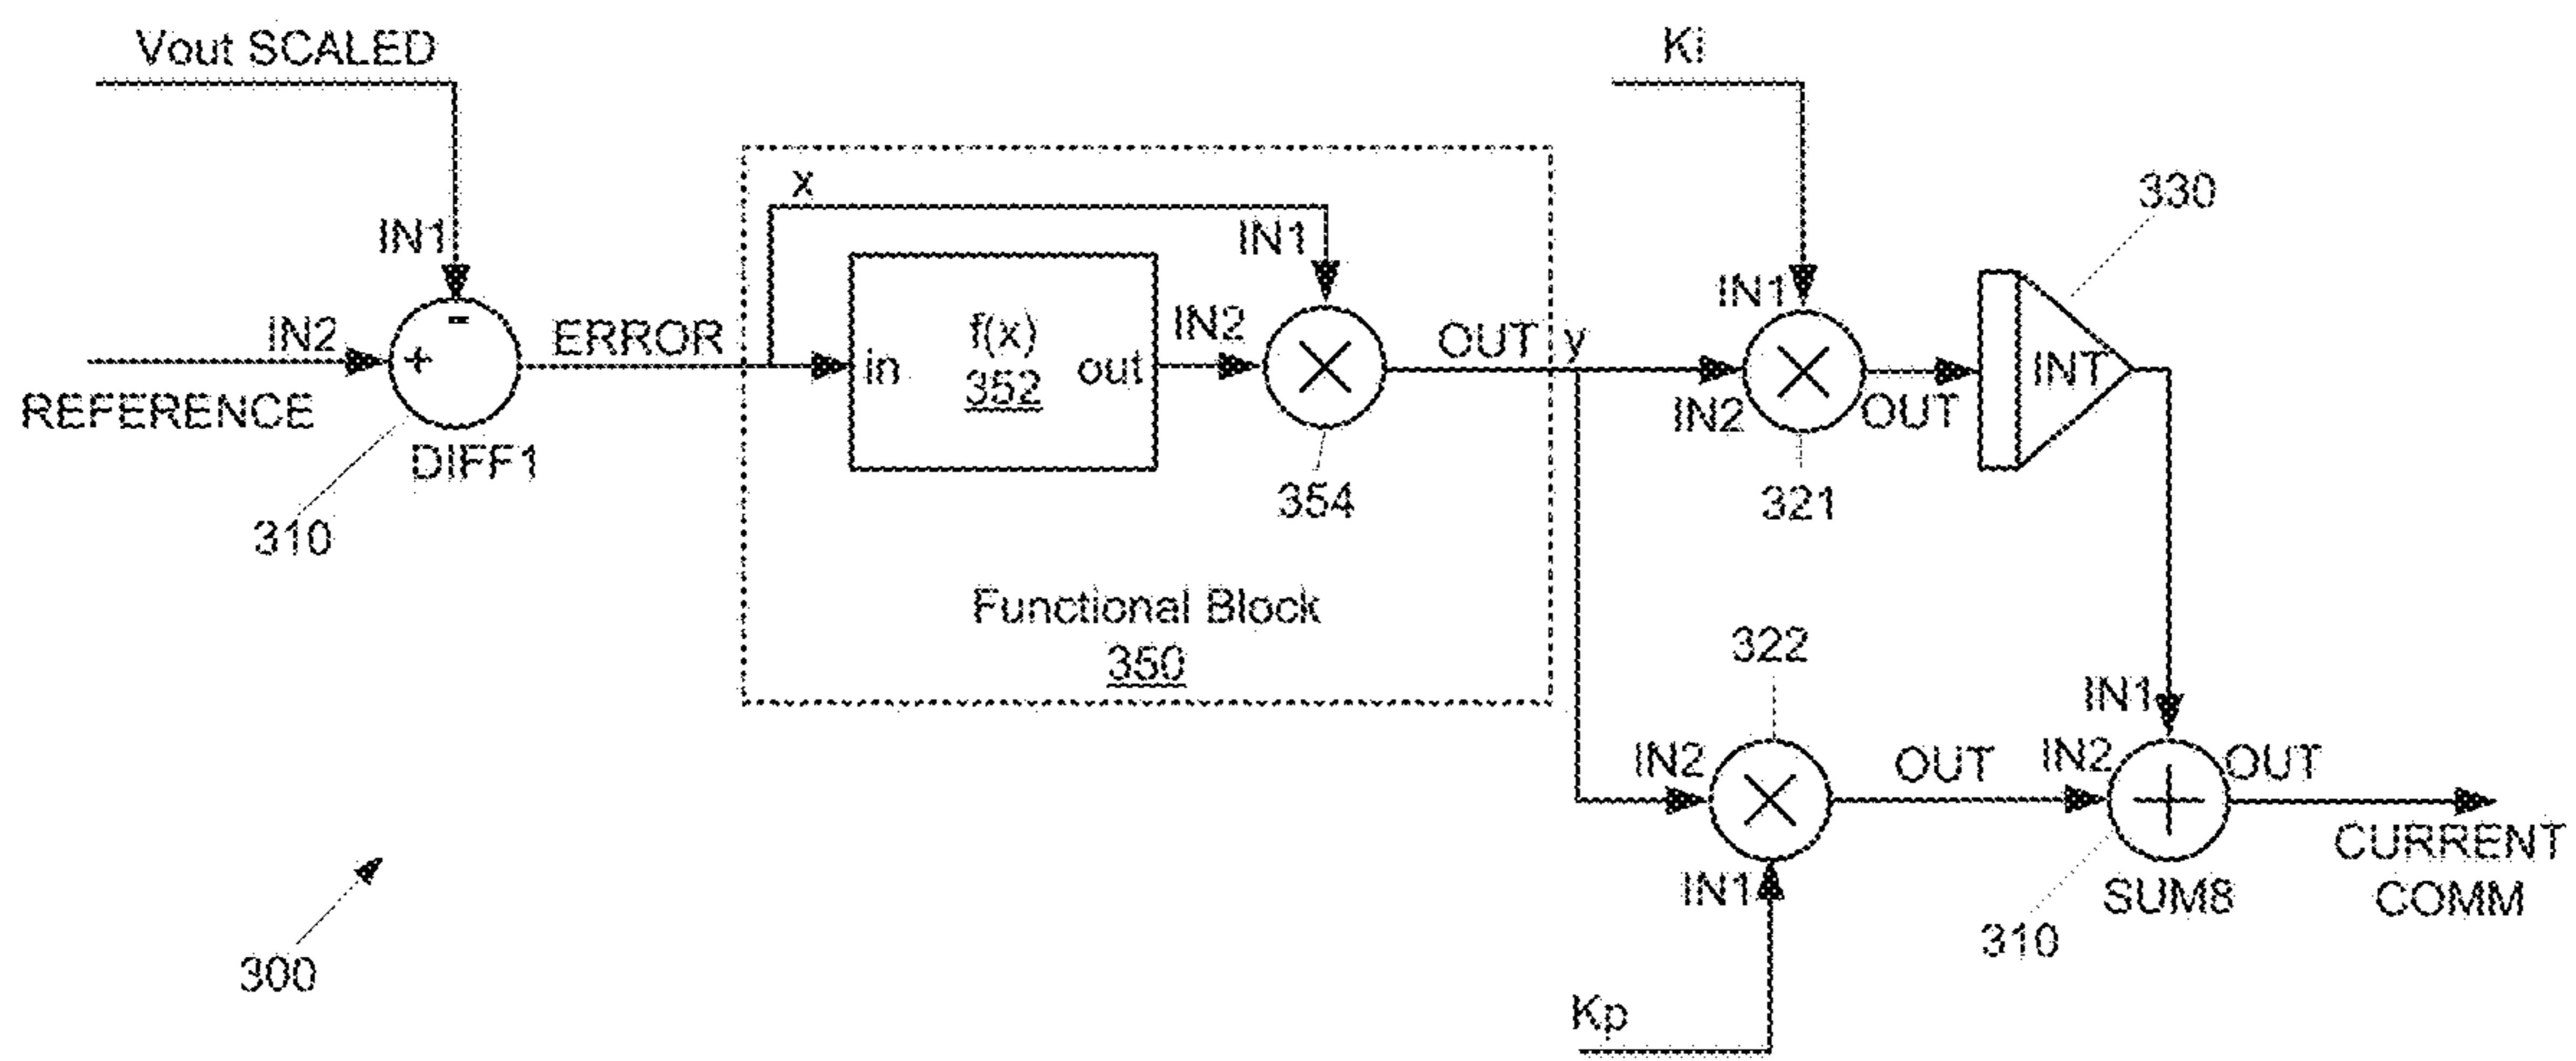 Vout SCALED
Ki
x
330
IN1
IN1
IN1
f(x)
352
in
out
IN2
IN2
+
-
ERROR
OUT
y
INT
REFERENCE
IN2
OUT
DIFF1
310
354
321
Functional Block
350
322
IN1
IN2
OUT
IN2
OUT
CURRENT
COMM
IN1
SUM8
310
300
Kp